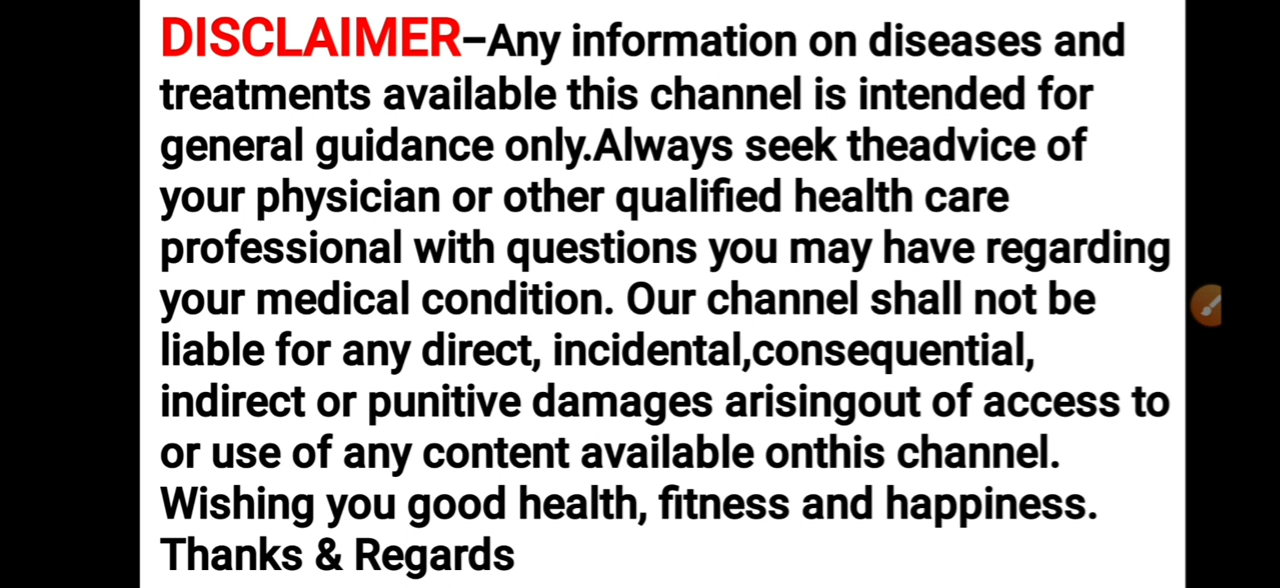 DISCLAIMER–Any information on diseases and
treatments available this channel is intended for
general guidance only.Always seek theadvice of
your physician or other qualified health care
professional with questions you may have regarding
your medical condition. Our channel shall not be
liable for any direct, incidental,consequential,
indirect or punitive damages arisingout of access to
or use of any content available onthis channel.
Wishing you good health, fitness and happiness.
Thanks & Regards